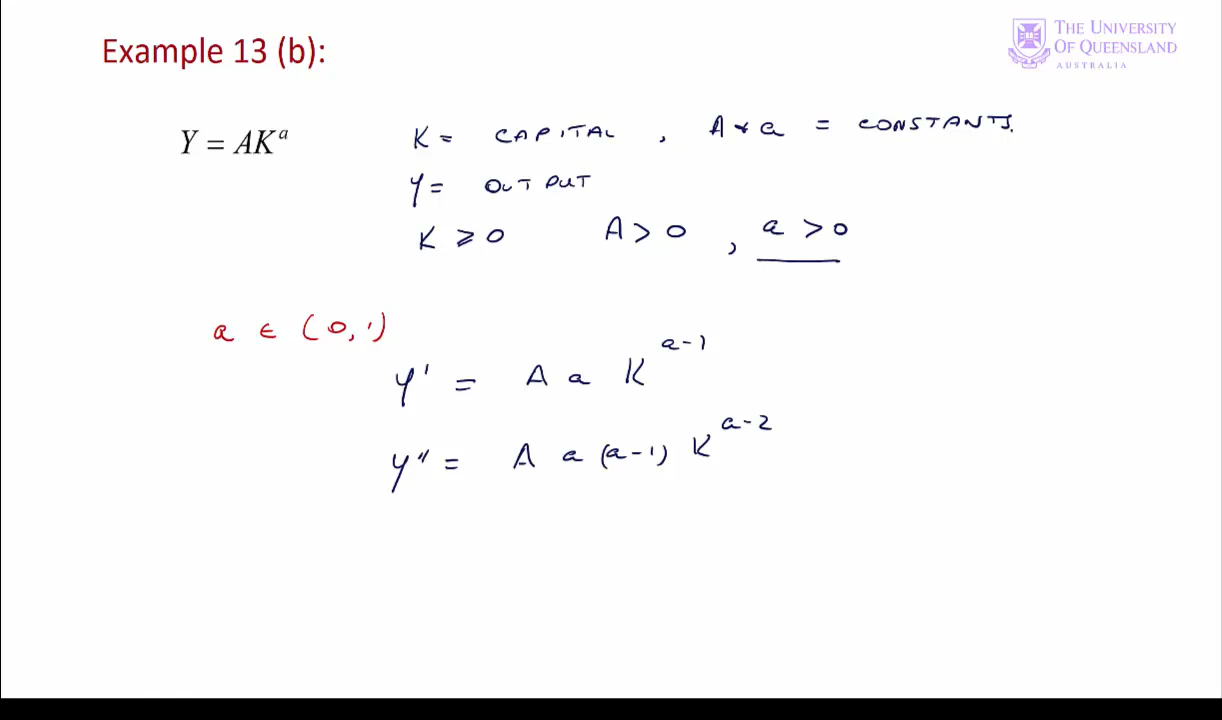 Example 13 (b):
THE UNIVERSITY
OF QUEENSLAND
AUSTRALIA
Y = AK^a
K = CAPITAL , A & a = CONSTANTS.
Y = OUTPUT
K ≥ 0 A > 0 , a > 0
a ∈ (0,1)
Y' = A a K^{a-1}
Y'' = A a (a-1) K^{a-2}